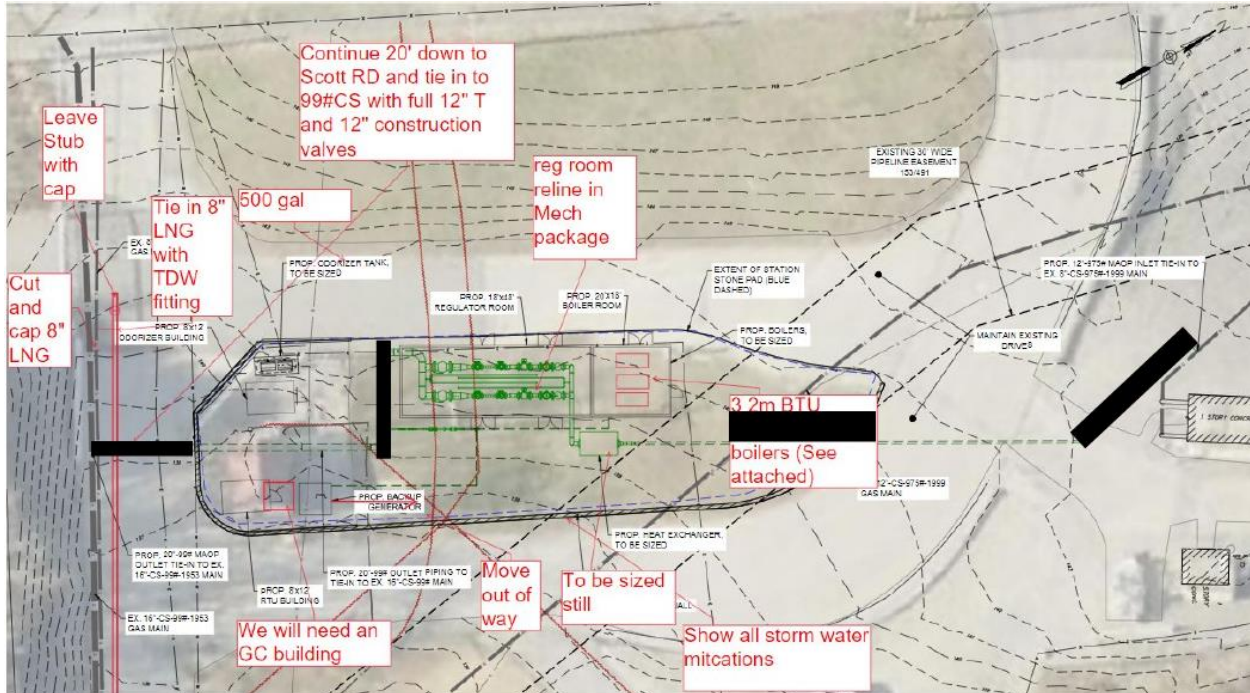 Continue 20' down to
Scott RD and tie in to
99#CS with full 12" T
and 12" construction
valves
Leave
Stub
with
cap
reg room
reline in
Mech
package
EXISTING 30' WIDE
PIPELINE EASEMENT
Tie in 8"
LNG
with
TDW
fitting
500 gal
PROP. ODORIZER TANK,
TO BE SIZED
EXTENT OF STATION
STONE PAD (BLUE
DASHED)
PROP. 12"-975# MAOP INLET TIE-IN TO
EX. 8"-CS-975#-1999 MAIN
Cut
and
cap 8"
LNG
PROP. 8'x12'
ODORIZER BUILDING
PROP. 18'x48'
REGULATOR ROOM
PROP. 20'x18'
BOILER ROOM
PROP. BOILERS,
TO BE SIZED
MAINTAIN EXISTING
DRIVES
1 STORY CONC
3 2m BTU
boilers (See
attached)
12"-CS-975#-1999
GAS MAIN
PROP. BACKUP
GENERATOR
PROP. HEAT EXCHANGER,
TO BE SIZED
PROP. 20"-99# MAOP
OUTLET TIE-IN TO EX.
16"-CS-99#-1953 MAIN
PROP. 8'x12'
RTU BUILDING
PROP. 20"-99# OUTLET PIPING TO
TIE-IN TO EX. 16"-CS-99# MAIN
Move
out of
way
To be sized
still
EX. 16"-CS-99#-1953
GAS MAIN
We will need an
GC building
Show all storm water
mitcations